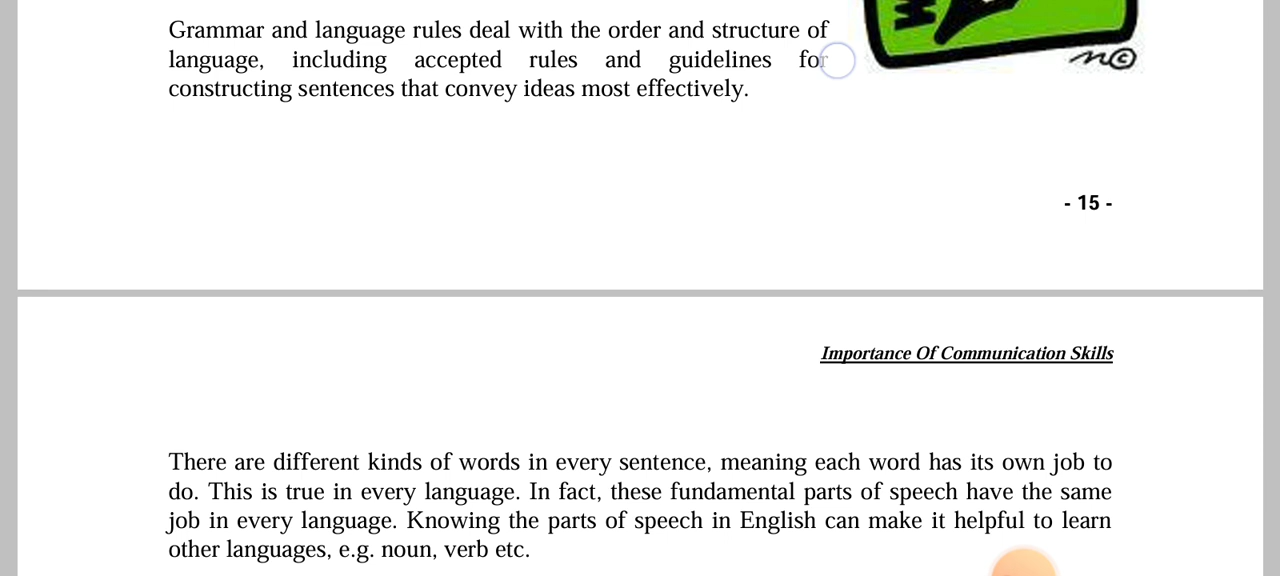 Grammar and language rules deal with the order and structure of
language, including accepted rules and guidelines for
constructing sentences that convey ideas most effectively.
- 15 -
Importance Of Communication Skills
There are different kinds of words in every sentence, meaning each word has its own job to
do. This is true in every language. In fact, these fundamental parts of speech have the same
job in every language. Knowing the parts of speech in English can make it helpful to learn
other languages, e.g. noun, verb etc.